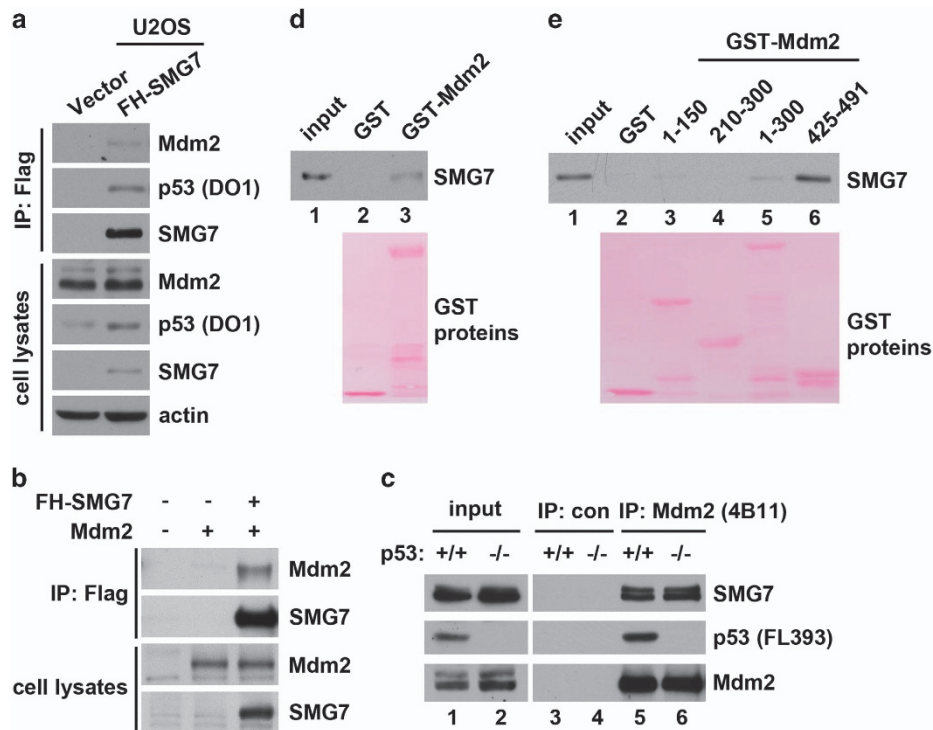 a
U2OS
Vector
FH-SMG7
IP: Flag
Mdm2
p53 (DO1)
SMG7
cell lysates
Mdm2
p53 (DO1)
SMG7
actin
d
input
GST
GST-Mdm2
SMG7
1 2 3
GST
proteins
e
GST-Mdm2
input
GST
1-150
210-300
1-300
425-491
SMG7
1 2 3 4 5 6
GST
proteins
b
FH-SMG7 - - +
Mdm2 - + +
IP: Flag
Mdm2
SMG7
cell lysates
Mdm2
SMG7
c
input IP: con IP: Mdm2 (4B11)
p53: +/+ -/- +/+ -/- +/+ -/-
SMG7
p53 (FL393)
Mdm2
1 2 3 4 5 6